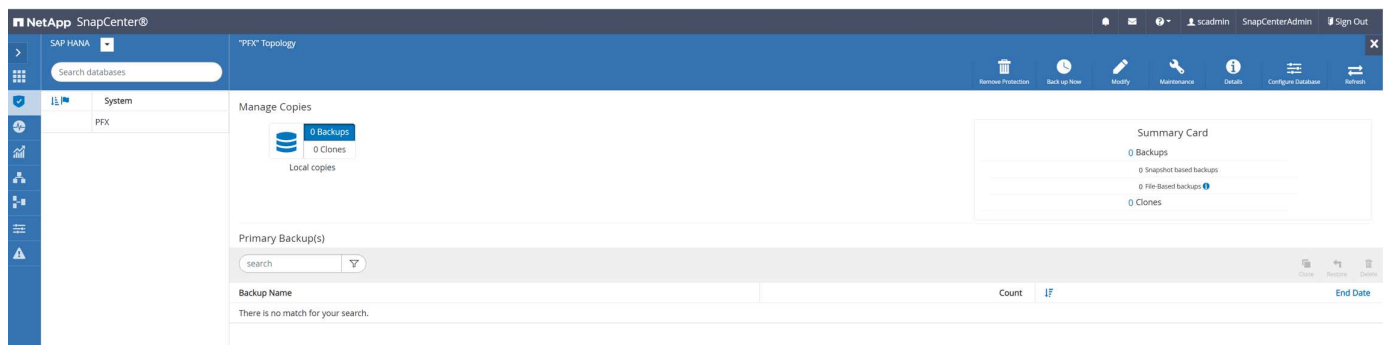 NetApp SnapCenter®
scadmin SnapCenterAdmin Sign Out
SAP HANA
Search databases
System
PFX
"PFX" Topology
Remove Protection Back up Now Modify Maintenance Details Configure Database Refresh
Manage Copies
0 Backups
0 Clones
Local copies
Summary Card
0 Backups
0 Snapshot based backups
0 File-Based backups
0 Clones
Primary Backup(s)
search
Clone Restore Delete
Backup Name Count End Date
There is no match for your search.